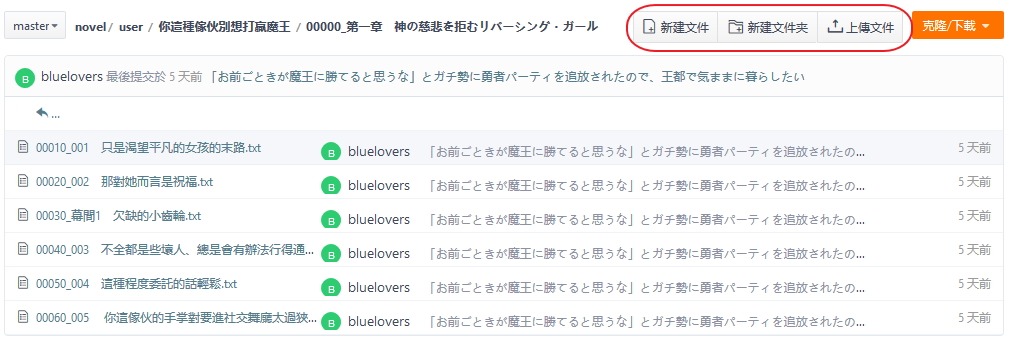 master novel / user / 你這種傢伙別想打贏魔王 / 00000_第一章 神の慈悲を拒むリバーシング・ガール 新建文件 新建文件夹 上傳文件 克隆/下載
B bluelovers 最後提交於 5 天前 「お前ごときが魔王に勝てると思うな」とガチ勢に勇者パーティを追放されたので、王都で気ままに暮らしたい
...
00010_001 只是渴望平凡的女孩的末路.txt B bluelovers 「お前ごときが魔王に勝てると思うな」とガチ勢に勇者パーティを追放されたの... 5 天前
00020_002 那對她而言是祝福.txt B bluelovers 「お前ごときが魔王に勝てると思うな」とガチ勢に勇者パーティを追放されたの... 5 天前
00030_幕間1 欠缺的小齒輪.txt B bluelovers 「お前ごときが魔王に勝てると思うな」とガチ勢に勇者パーティを追放されたの... 5 天前
00040_003 不全都是些壞人、總是會有辦法行得通... B bluelovers 「お前ごときが魔王に勝てると思うな」とガチ勢に勇者パーティを追放されたの... 5 天前
00050_004 這種程度委託的話輕鬆.txt B bluelovers 「お前ごときが魔王に勝てると思うな」とガチ勢に勇者パーティを追放されたの... 5 天前
00060_005 你這傢伙的手掌對要進社交舞魔太過狹... B bluelovers 「お前ごときが魔王に勝てると思うな」とガチ勢に勇者パーティを追放されたの... 5 天前